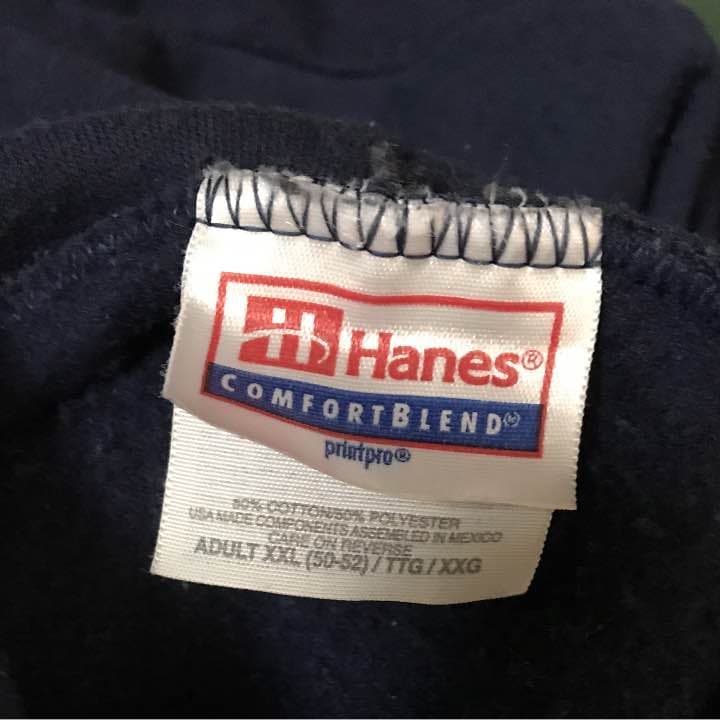 Hanes®
COMFORTBLEND®
printpro®
50% COTTON/50% POLYESTER
USA MADE COMPONENTS ASSEMBLED IN MEXICO
CARE ON REVERSE
ADULT XXL (50-52) / TTG / XXG